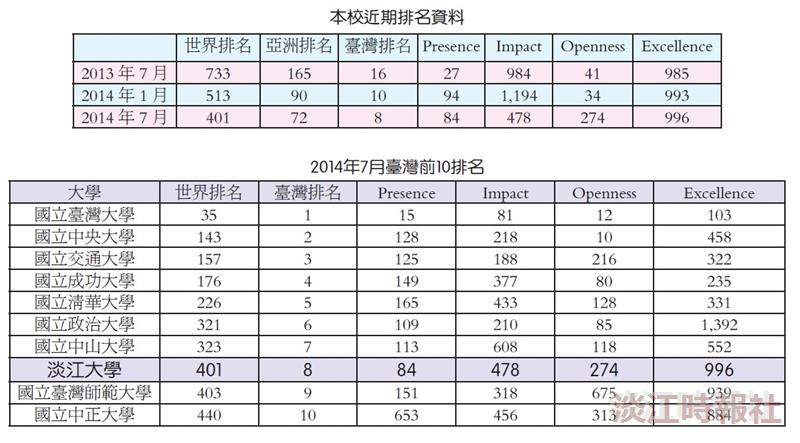 本校近期排名資料
世界排名 亞洲排名 臺灣排名 Presence Impact Openness Excellence
2013 年 7 月 733 165 16 27 984 41 985
2014 年 1 月 513 90 10 94 1,194 34 993
2014 年 7 月 401 72 8 84 478 274 996
2014年7月臺灣前10排名
大學 世界排名 臺灣排名 Presence Impact Openness Excellence
國立臺灣大學 35 1 15 81 12 103
國立中央大學 143 2 128 218 10 458
國立交通大學 157 3 125 188 216 322
國立成功大學 176 4 149 377 80 235
國立清華大學 226 5 165 433 128 331
國立政治大學 321 6 109 210 85 1,392
國立中山大學 323 7 113 608 118 552
淡江大學 401 8 84 478 274 996
國立臺灣師範大學 403 9 151 318 675 939
國立中正大學 440 10 653 456 313 884
淡江時報社